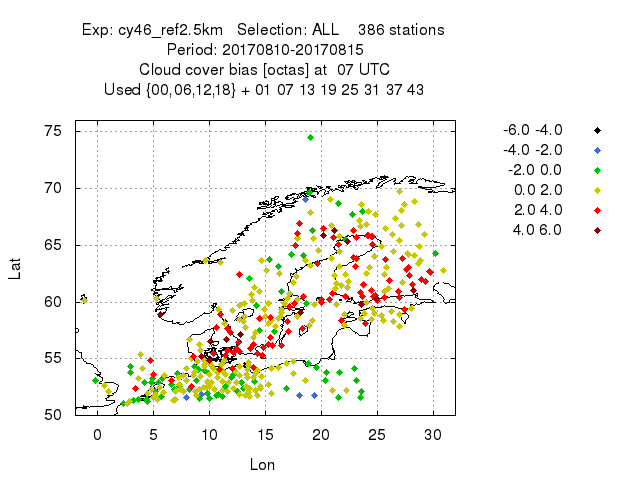 Exp: cy46_ref2.5km   Selection: ALL    386 stations
Period: 20170810-20170815
Cloud cover bias [octas] at  07 UTC
Used {00,06,12,18} + 01 07 13 19 25 31 37 43
-6.0 -4.0
-4.0 -2.0
-2.0 0.0
0.0 2.0
2.0 4.0
4.0 6.0
Lat
75
70
65
60
55
50
0 5 10 15 20 25 30
Lon